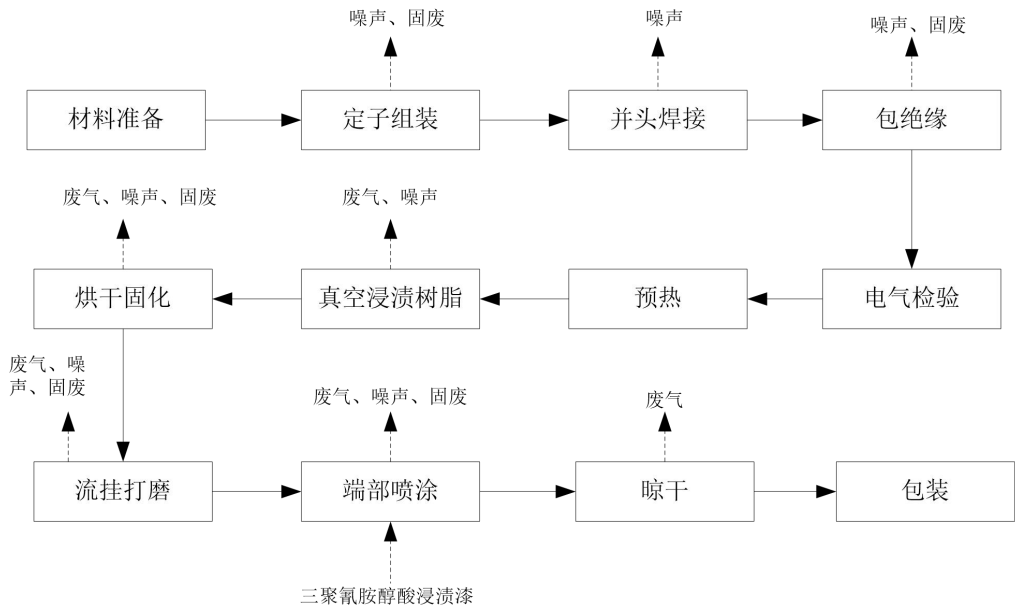 噪声、固废
噪声
噪声、固废
材料准备
定子组装
并头焊接
包绝缘
废气、噪声、固废
废气、噪声
烘干固化
真空浸渍树脂
预热
电气检验
废气、噪
声、固废
废气、噪声、固废
废气
流挂打磨
端部喷涂
晾干
包装
三聚氰胺醇酸浸渍漆